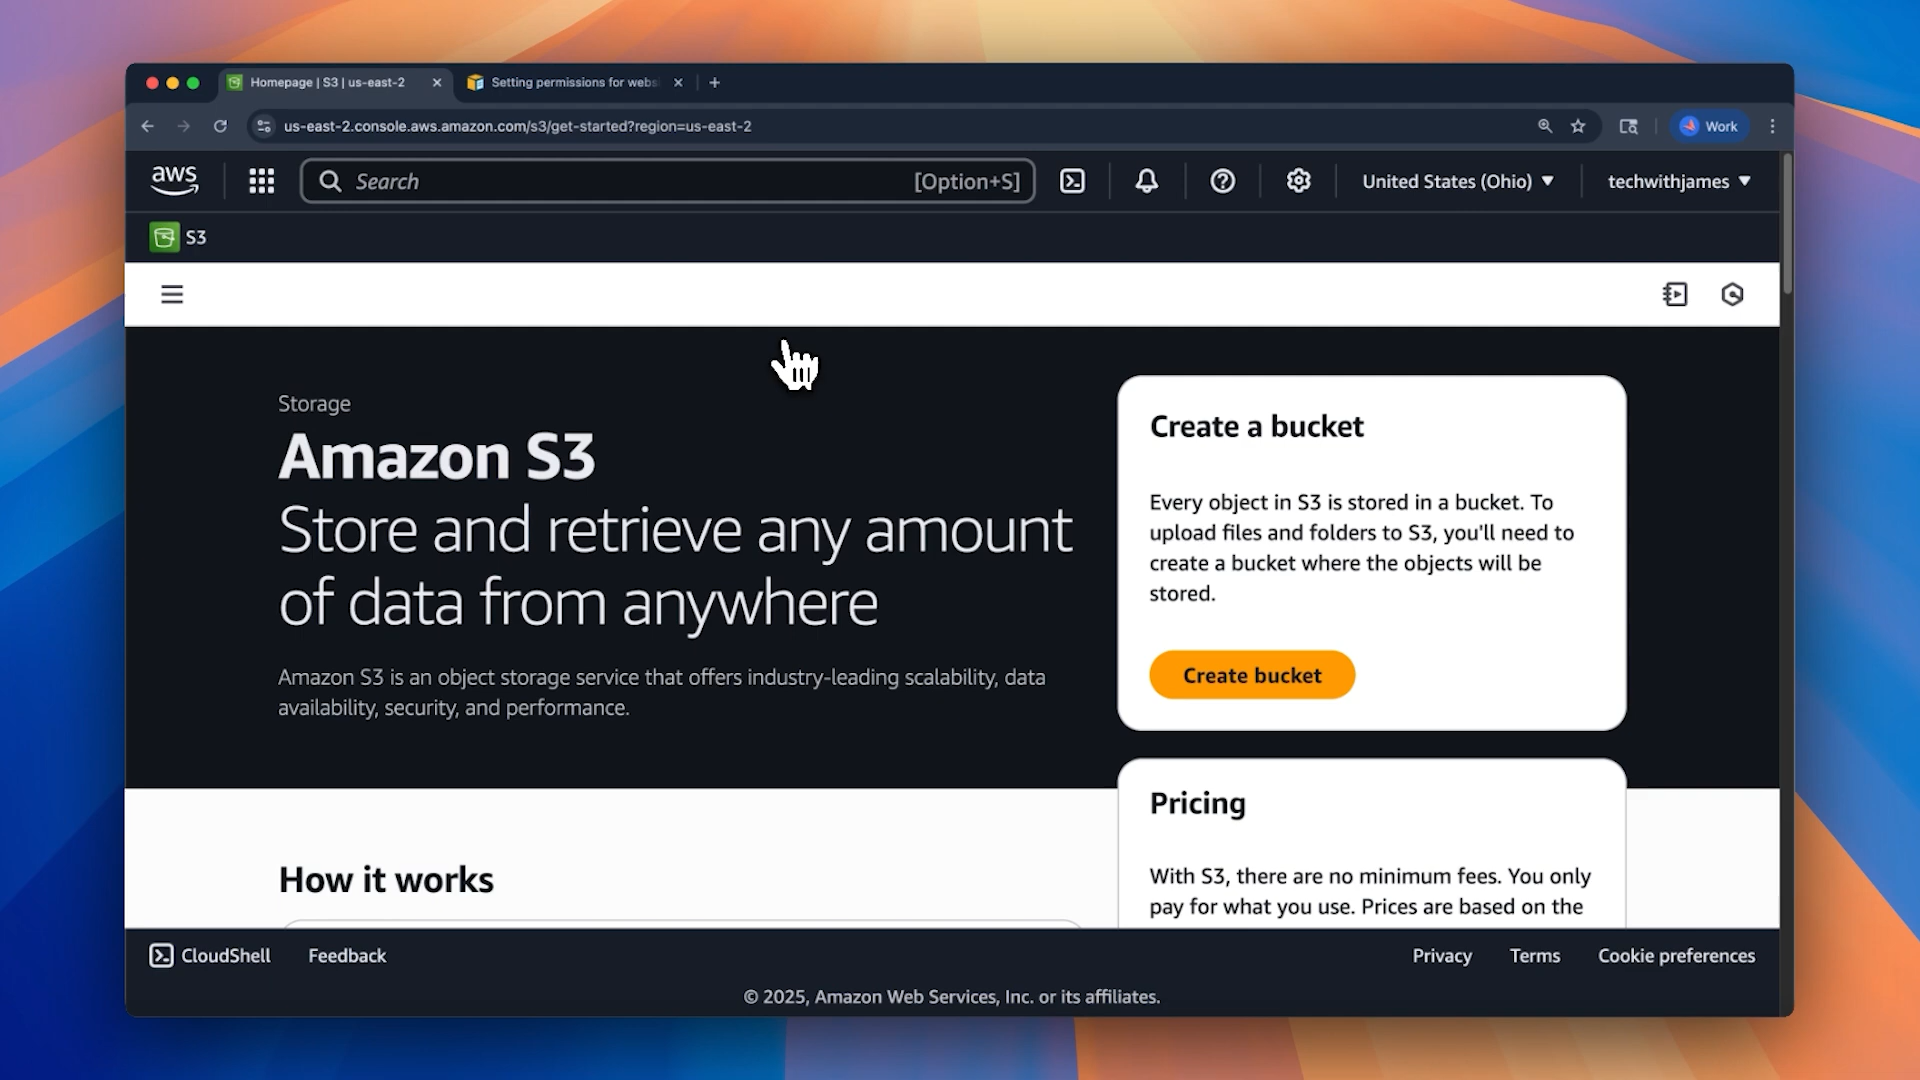 Homepage | S3 | us-east-2
Setting permissions for webs
us-east-2.console.aws.amazon.com/s3/get-started?region=us-east-2
Work
aws
Search
[Option+S]
United States (Ohio)
techwithjames
S3
Storage
Amazon S3
Store and retrieve any amount
of data from anywhere
Amazon S3 is an object storage service that offers industry-leading scalability, data
availability, security, and performance.
Create a bucket
Every object in S3 is stored in a bucket. To
upload files and folders to S3, you'll need to
create a bucket where the objects will be
stored.
Create bucket
Pricing
With S3, there are no minimum fees. You only
pay for what you use. Prices are based on the
How it works
CloudShell
Feedback
Privacy
Terms
Cookie preferences
© 2025, Amazon Web Services, Inc. or its affiliates.